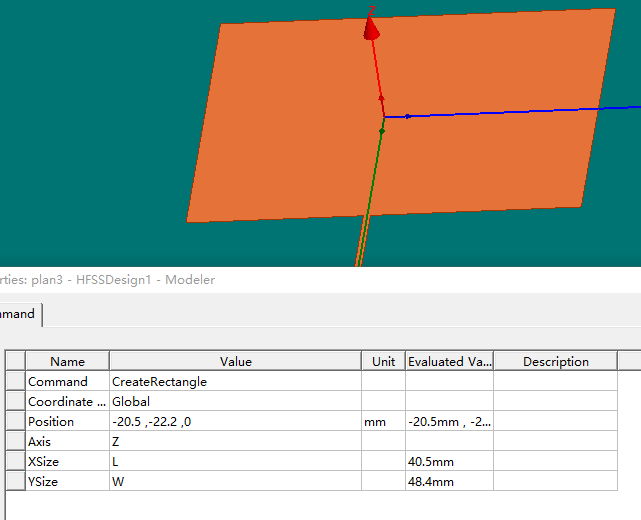 Z
rties: plan3 - HFSSDesign1 - Modeler
mmand
Name Value Unit Evaluated Va... Description
Command CreateRectangle
Coordinate ... Global
Position -20.5 ,-22.2 ,0 mm -20.5mm , -2...
Axis Z
XSize L 40.5mm
YSize W 48.4mm